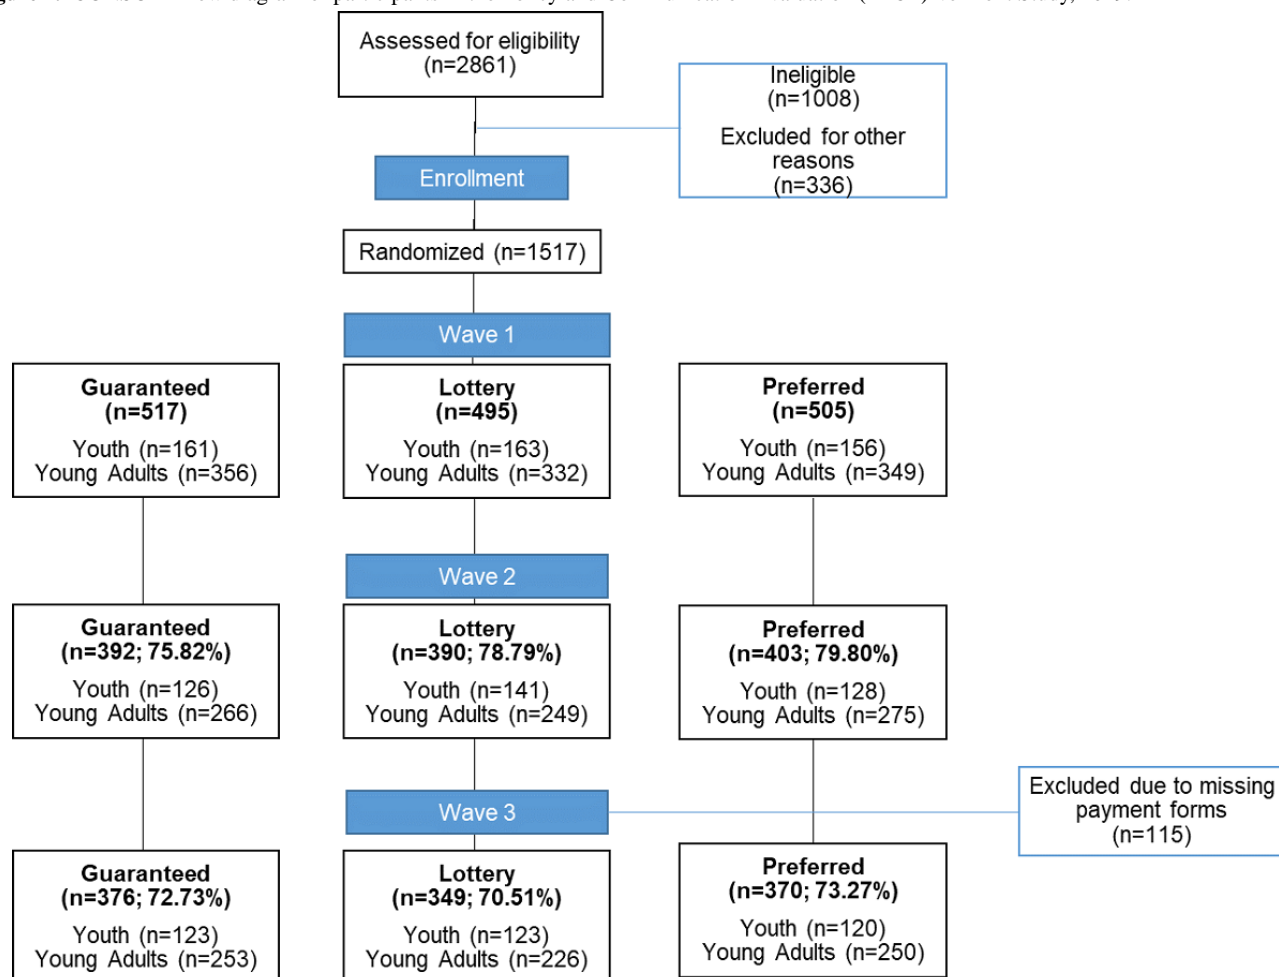 Assessed for eligibility
(n=2861)
Ineligible
(n=1008)
Excluded for other
reasons
(n=336)
Enrollment
Randomized (n=1517)
Wave 1
Guaranteed
(n=517)
Youth (n=161)
Young Adults (n=356)
Lottery
(n=495)
Youth (n=163)
Young Adults (n=332)
Preferred
(n=505)
Youth (n=156)
Young Adults (n=349)
Wave 2
Guaranteed
(n=392; 75.82%)
Youth (n=126)
Young Adults (n=266)
Lottery
(n=390; 78.79%)
Youth (n=141)
Young Adults (n=249)
Preferred
(n=403; 79.80%)
Youth (n=128)
Young Adults (n=275)
Wave 3
Excluded due to missing
payment forms
(n=115)
Guaranteed
(n=376; 72.73%)
Youth (n=123)
Young Adults (n=253)
Lottery
(n=349; 70.51%)
Youth (n=123)
Young Adults (n=226)
Preferred
(n=370; 73.27%)
Youth (n=120)
Young Adults (n=250)